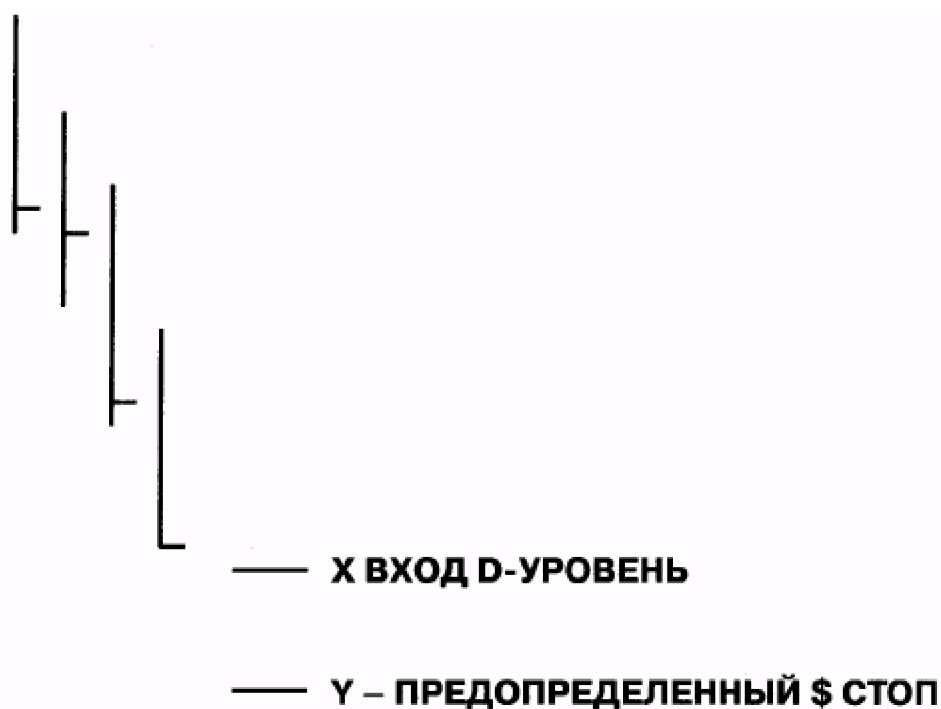 X ВХОД D-УРОВЕНЬ
Y – ПРЕДОПРЕДЕЛЕННЫЙ $ СТОП